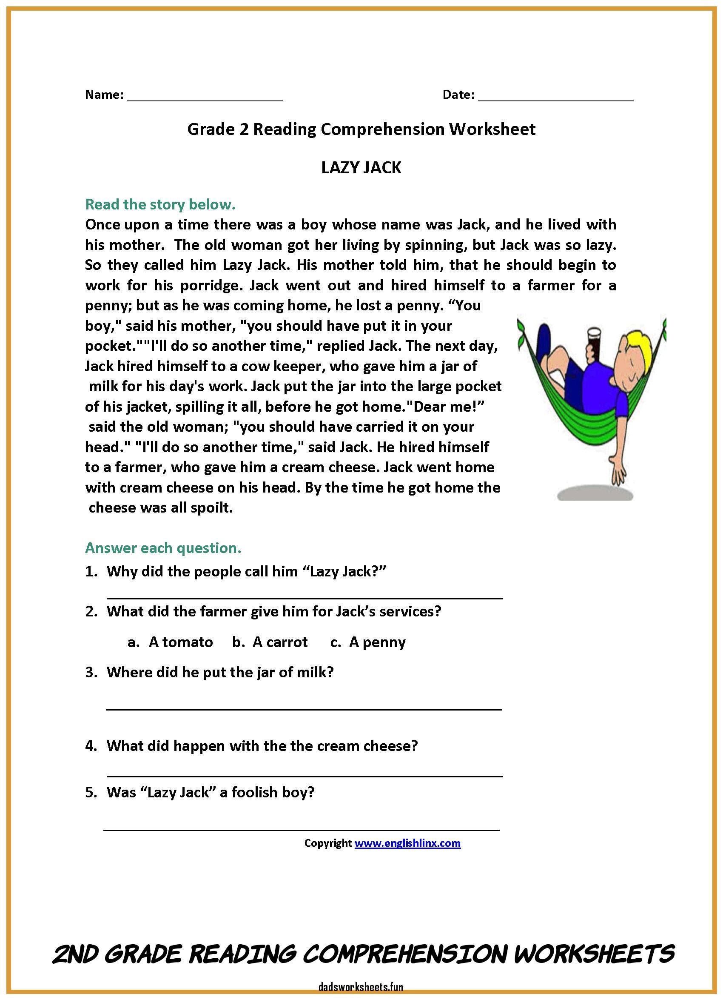 Name: ______________________ Date: ______________________
Grade 2 Reading Comprehension Worksheet
LAZY JACK
Read the story below.
Once upon a time there was a boy whose name was Jack, and he lived with
his mother.  The old woman got her living by spinning, but Jack was so lazy.
So they called him Lazy Jack. His mother told him, that he should begin to
work for his porridge. Jack went out and hired himself to a farmer for a
penny; but as he was coming home, he lost a penny. “You
boy," said his mother, "you should have put it in your
pocket.""I'll do so another time," replied Jack. The next day,
Jack hired himself to a cow keeper, who gave him a jar of
milk for his day's work. Jack put the jar into the large pocket
of his jacket, spilling it all, before he got home."Dear me!”
said the old woman; "you should have carried it on your
head." "I'll do so another time," said Jack. He hired himself
to a farmer, who gave him a cream cheese. Jack went home
with cream cheese on his head. By the time he got home the
cheese was all spoilt.
Answer each question.
1. Why did the people call him “Lazy Jack?”
2. What did the farmer give him for Jack’s services?
a. A tomato b. A carrot c. A penny
3. Where did he put the jar of milk?
4. What did happen with the the cream cheese?
5. Was “Lazy Jack” a foolish boy?
Copyright www.englishlinx.com
2ND GRADE READING COMPREHENSION WORKSHEETS
dadsworksheets.fun